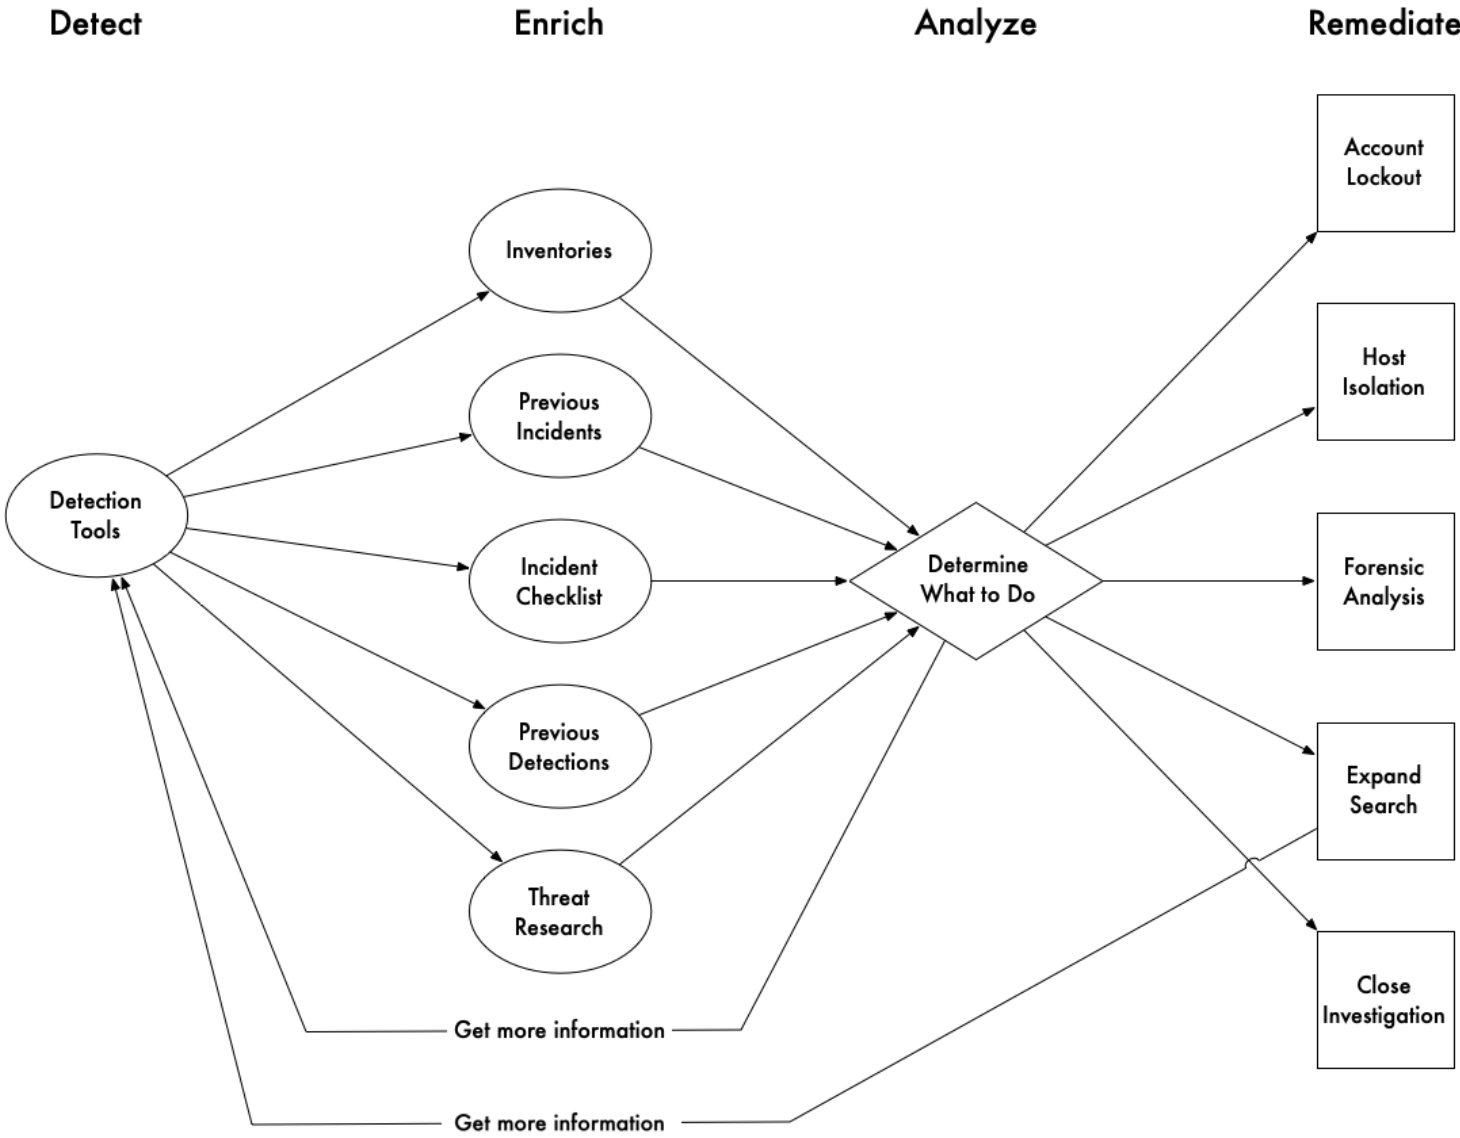 Detect
Enrich
Analyze
Remediate
Detection
Tools
Inventories
Previous
Incidents
Incident
Checklist
Previous
Detections
Threat
Research
Determine
What to Do
Account
Lockout
Host
Isolation
Forensic
Analysis
Expand
Search
Close
Investigation
Get more information
Get more information